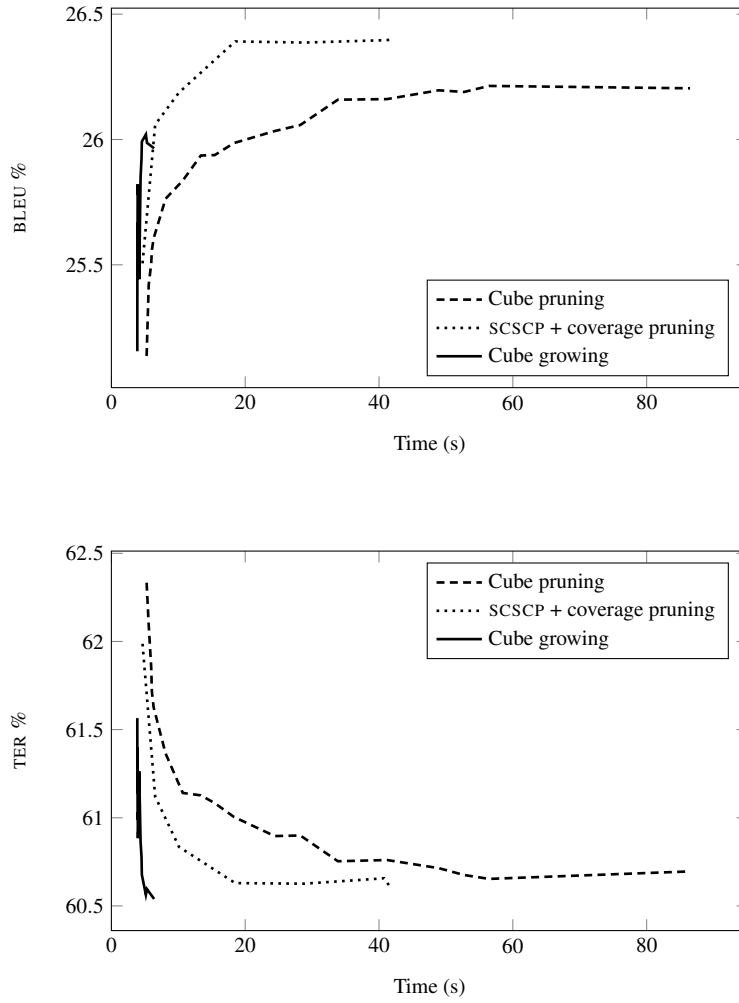 26.5
26
25.5
BLEU %
Cube pruning
SCSCP + coverage pruning
Cube growing
0 20 40 60 80
Time (s)
62.5
62
61.5
61
60.5
TER %
Cube pruning
SCSCP + coverage pruning
Cube growing
0 20 40 60 80
Time (s)